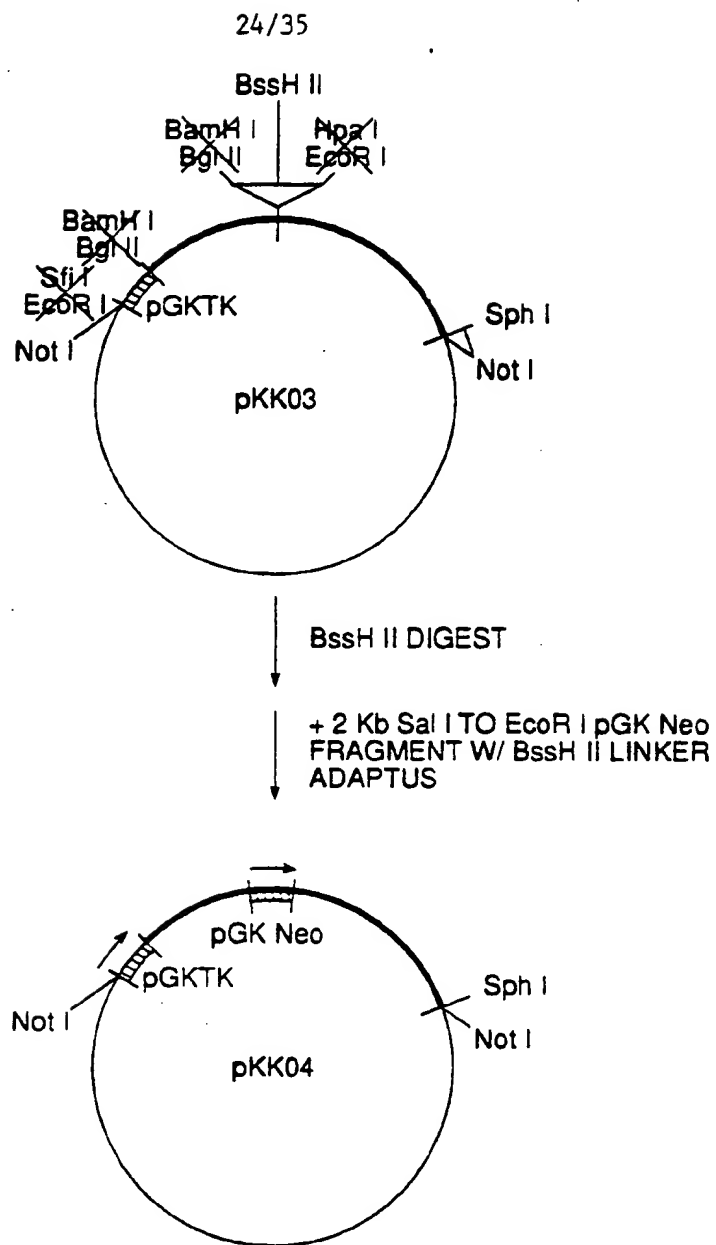 24/35
BssH II
BamH I
Bgl II
Hpa I
EcoR I
BamH I
Bgl II
Sfi I
EcoR I
pGKTK
Not I
Sph I
Not I
pKK03
BssH II DIGEST
+ 2 Kb Sal I TO EcoR I pGK Neo
FRAGMENT W/ BssH II LINKER
ADAPTUS
pGK Neo
pGKTK
Not I
Sph I
Not I
pKK04